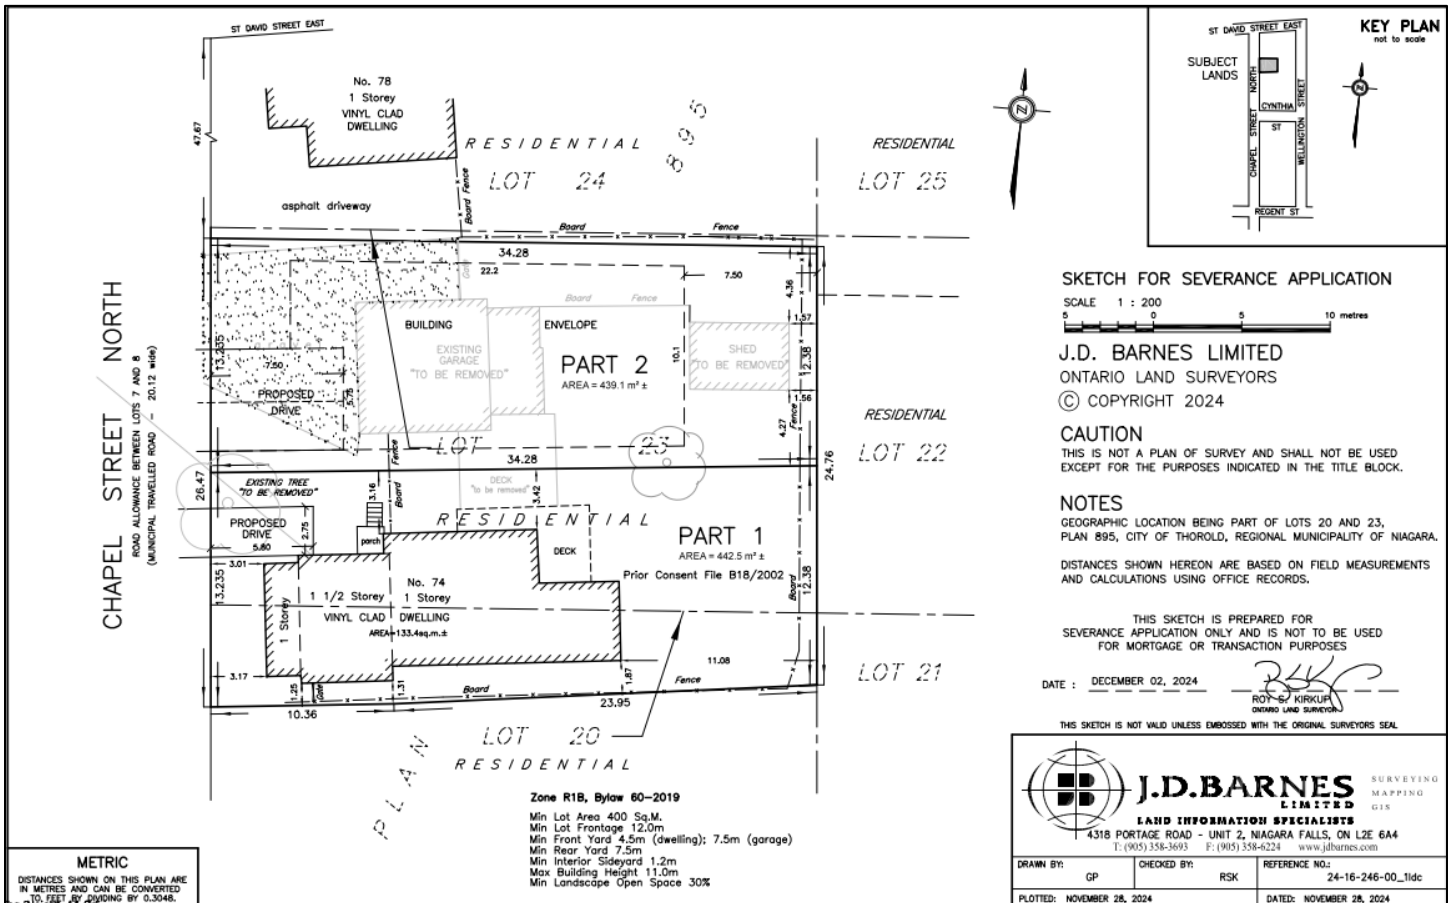 ST DAVID STREET EAST
No. 78
1 Storey
VINYL CLAD
DWELLING
47.67
RESIDENTIAL
LOT 24
895
RESIDENTIAL
LOT 25
asphalt driveway
Board Fence
Board Fence
34.28
22.2
Gate
7.50
4.36
Board Fence
1.57
BUILDING ENVELOPE
EXISTING
GARAGE
"TO BE REMOVED"
PART 2
AREA = 439.1 m² ±
10.1
SHED
"TO BE REMOVED"
12.38
13.235
7.50
5.75
PROPOSED
DRIVE
1.56
4.27
Fence
RESIDENTIAL
LOT 22
LOT 23
34.28
24.76
CHAPEL STREET NORTH
ROAD ALLOWANCE BETWEEN LOTS 7 AND 8
(MUNICIPAL TRAVELLED ROAD - 20.12 wide)
26.47
EXISTING TREE
"TO BE REMOVED"
3.16
Fence
Board
DECK
"to be removed"
3.42
PROPOSED
DRIVE
5.80
2.75
porch
RESIDENTIAL
PART 1
AREA = 442.5 m² ±
Prior Consent File B18/2002
DECK
3.01
13.235
1 Storey
No. 74
1 1/2 Storey 1 Storey
VINYL CLAD DWELLING
AREA=133.4sq.m.±
Board
12.38
11.08
3.17
1.25
Gate
1.31
Board
1.87
Fence
10.36
23.95
LOT 21
LOT 20
RESIDENTIAL
PLAN
Zone R1B, Bylaw 60-2019
Min Lot Area 400 Sq.M.
Min Lot Frontage 12.0m
Min Front Yard 4.5m (dwelling); 7.5m (garage)
Min Rear Yard 7.5m
Min Interior Sideyard 1.2m
Max Building Height 11.0m
Min Landscape Open Space 30%
METRIC
DISTANCES SHOWN ON THIS PLAN ARE
IN METRES AND CAN BE CONVERTED
TO FEET BY DIVIDING BY 0.3048.
KEY PLAN
not to scale
ST DAVID STREET EAST
SUBJECT
LANDS
CHAPEL STREET NORTH
CYNTHIA
ST
WELLINGTON STREET
REGENT ST
SKETCH FOR SEVERANCE APPLICATION
SCALE 1 : 200
5 0 5 10 metres
J.D. BARNES LIMITED
ONTARIO LAND SURVEYORS
© COPYRIGHT 2024
CAUTION
THIS IS NOT A PLAN OF SURVEY AND SHALL NOT BE USED
EXCEPT FOR THE PURPOSES INDICATED IN THE TITLE BLOCK.
NOTES
GEOGRAPHIC LOCATION BEING PART OF LOTS 20 AND 23,
PLAN 895, CITY OF THOROLD, REGIONAL MUNICIPALITY OF NIAGARA.
DISTANCES SHOWN HEREON ARE BASED ON FIELD MEASUREMENTS
AND CALCULATIONS USING OFFICE RECORDS.
THIS SKETCH IS PREPARED FOR
SEVERANCE APPLICATION ONLY AND IS NOT TO BE USED
FOR MORTGAGE OR TRANSACTION PURPOSES
DATE : DECEMBER 02, 2024
ROY S. KIRKUP
ONTARIO LAND SURVEYOR
THIS SKETCH IS NOT VALID UNLESS EMBOSSED WITH THE ORIGINAL SURVEYORS SEAL
J.D.BARNES
LIMITED
SURVEYING
MAPPING
GIS
LAND INFORMATION SPECIALISTS
4318 PORTAGE ROAD - UNIT 2, NIAGARA FALLS, ON L2E 6A4
T: (905) 358-3693 F: (905) 358-6224 www.jdbarnes.com
DRAWN BY:
GP
CHECKED BY:
RSK
REFERENCE NO.:
24-16-246-00_1ldc
PLOTTED: NOVEMBER 28, 2024
DATED: NOVEMBER 28, 2024